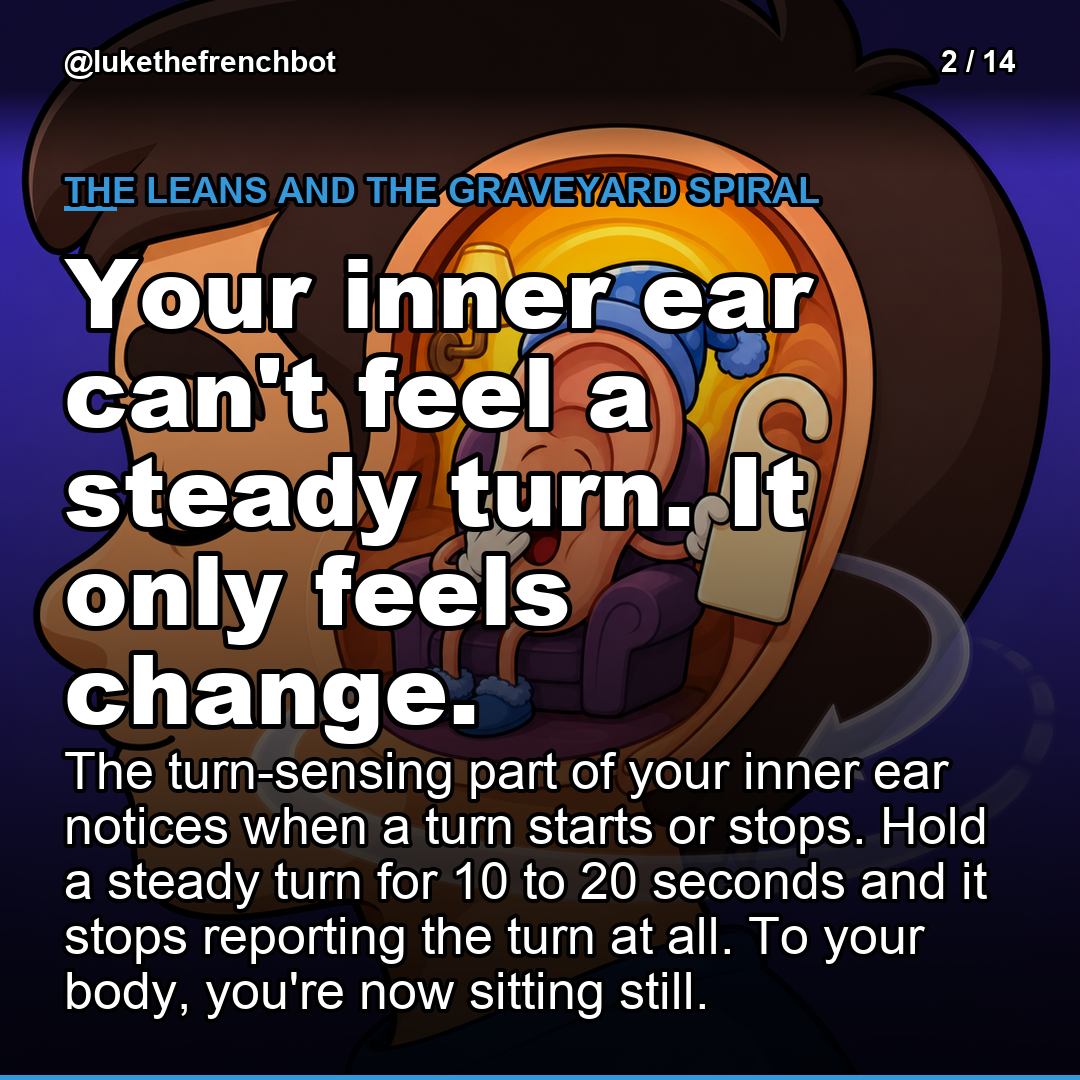 @lukethefrenchbot
2 / 14
THE LEANS AND THE GRAVEYARD SPIRAL
Your inner ear
can't feel a
steady turn. It
only feels
change.
The turn-sensing part of your inner ear
notices when a turn starts or stops. Hold
a steady turn for 10 to 20 seconds and it
stops reporting the turn at all. To your
body, you're now sitting still.